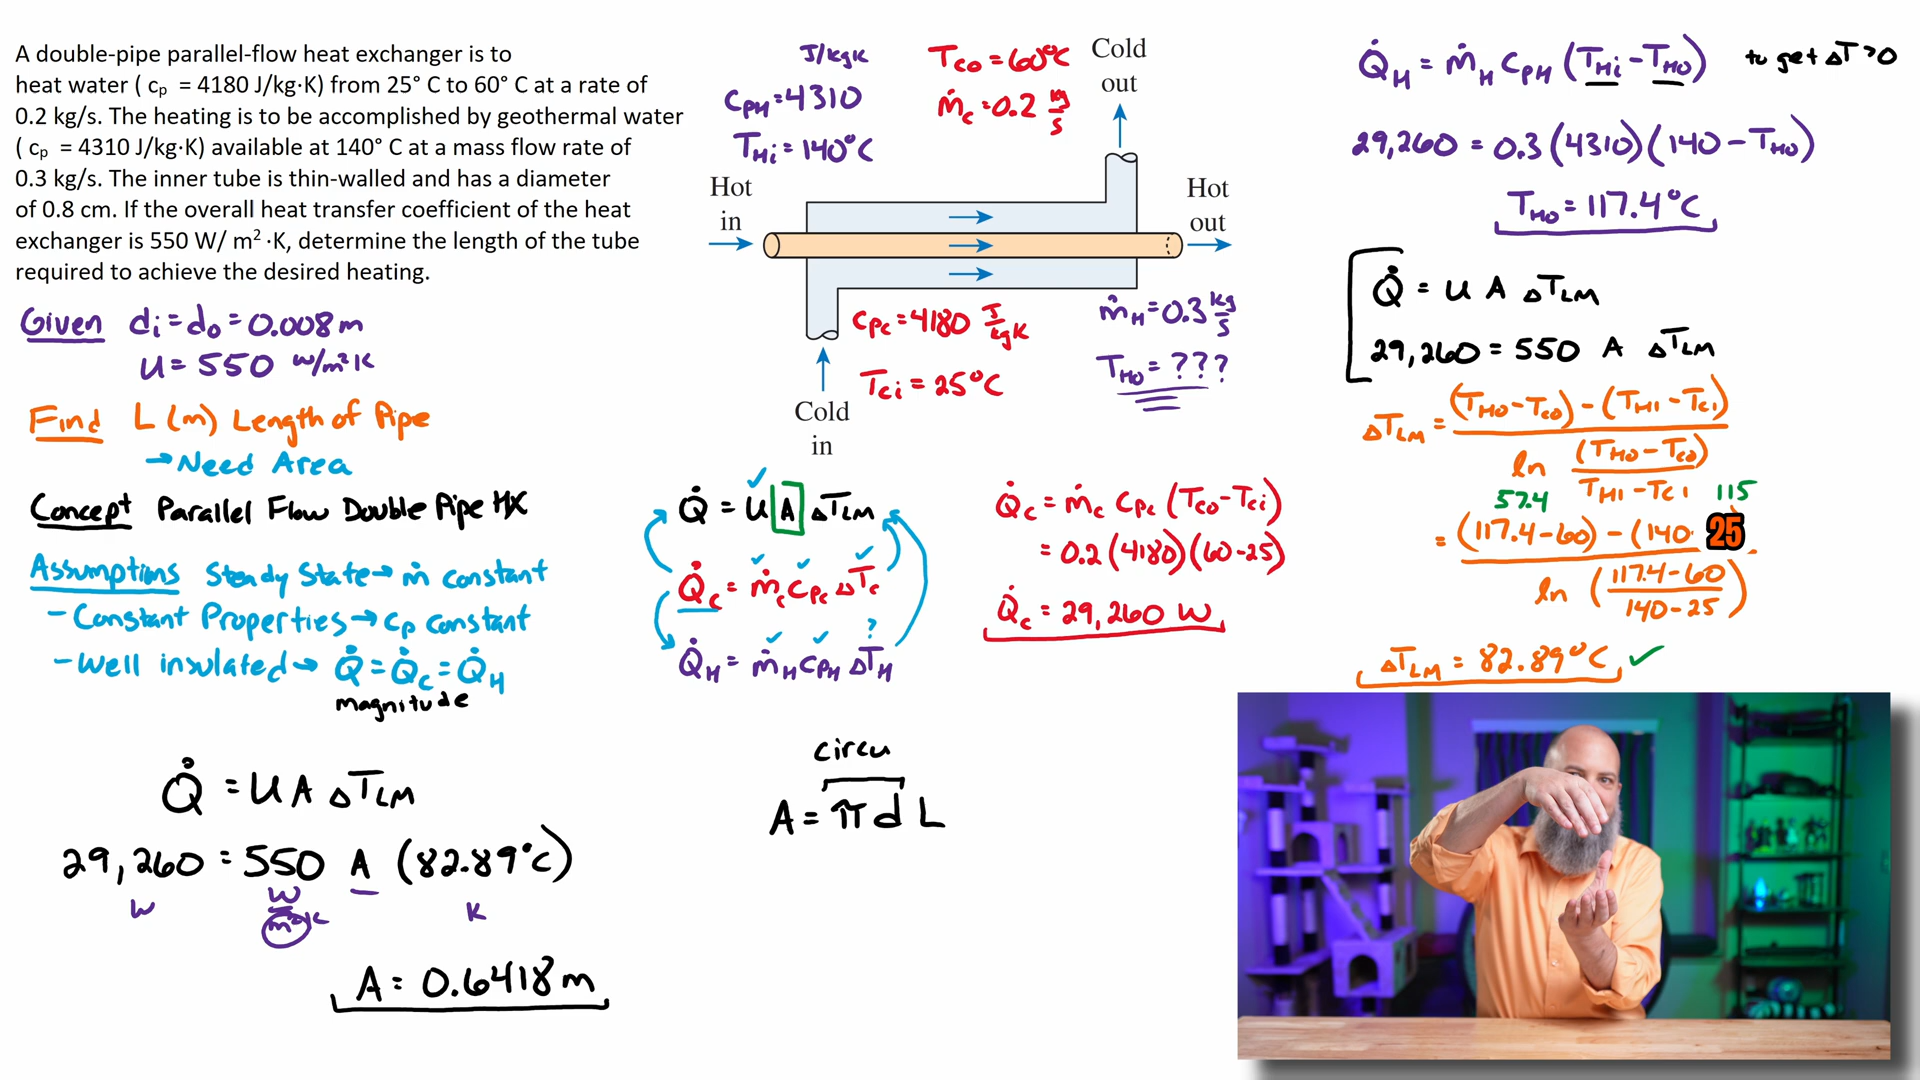 A double-pipe parallel-flow heat exchanger is to
heat water ( cp = 4180 J/kg·K) from 25° C to 60° C at a rate of
0.2 kg/s. The heating is to be accomplished by geothermal water
( cp = 4310 J/kg·K) available at 140° C at a mass flow rate of
0.3 kg/s. The inner tube is thin-walled and has a diameter
of 0.8 cm. If the overall heat transfer coefficient of the heat
exchanger is 550 W/ m² ·K, determine the length of the tube
required to achieve the desired heating.
Given di = do = 0.008m
U = 550 W/m²K
Find L (m) Length of Pipe
→ Need Area
Concept Parallel Flow Double Pipe HX
Assumptions Steady State → ṁ constant
- Constant Properties → cp constant
- Well insulated → Q̇ = Q̇c = Q̇H
magnitude
Q̇ = U A ΔTLM
29,260 = 550 A (82.89°C)
W W/m²K K
A = 0.6418 m
J/kgK
CPH = 4310
THi = 140°C
TCO = 60°C
ṁc = 0.2 kg/s
Cold
out
Hot
in
Hot
out
CPC = 4180 J/kgK
TCi = 25°C
ṁH = 0.3 kg/s
THO = ???
Cold
in
Q̇ = U A ΔTLM
Q̇c = ṁc CPC ΔTc
?
Q̇H = ṁH CPH ΔTH
Q̇c = ṁc CPC (TCO - TCi)
= 0.2 (4180) (60-25)
Q̇c = 29,260 W
circu
A = π d L
Q̇H = ṁH CPH (THi - THO) to get ΔT > 0
29,260 = 0.3 (4310) (140 - THO)
THO = 117.4°C
Q̇ = U A ΔTLM
29,260 = 550 A ΔTLM
ΔTLM = (THO - TCO) - (THI - TCI)
ln (THO - TCO)
THI - TCI
57.4 115
= (117.4 - 60) - (140 25
ln (117.4 - 60
140 - 25)
ΔTLM = 82.89°C ✓